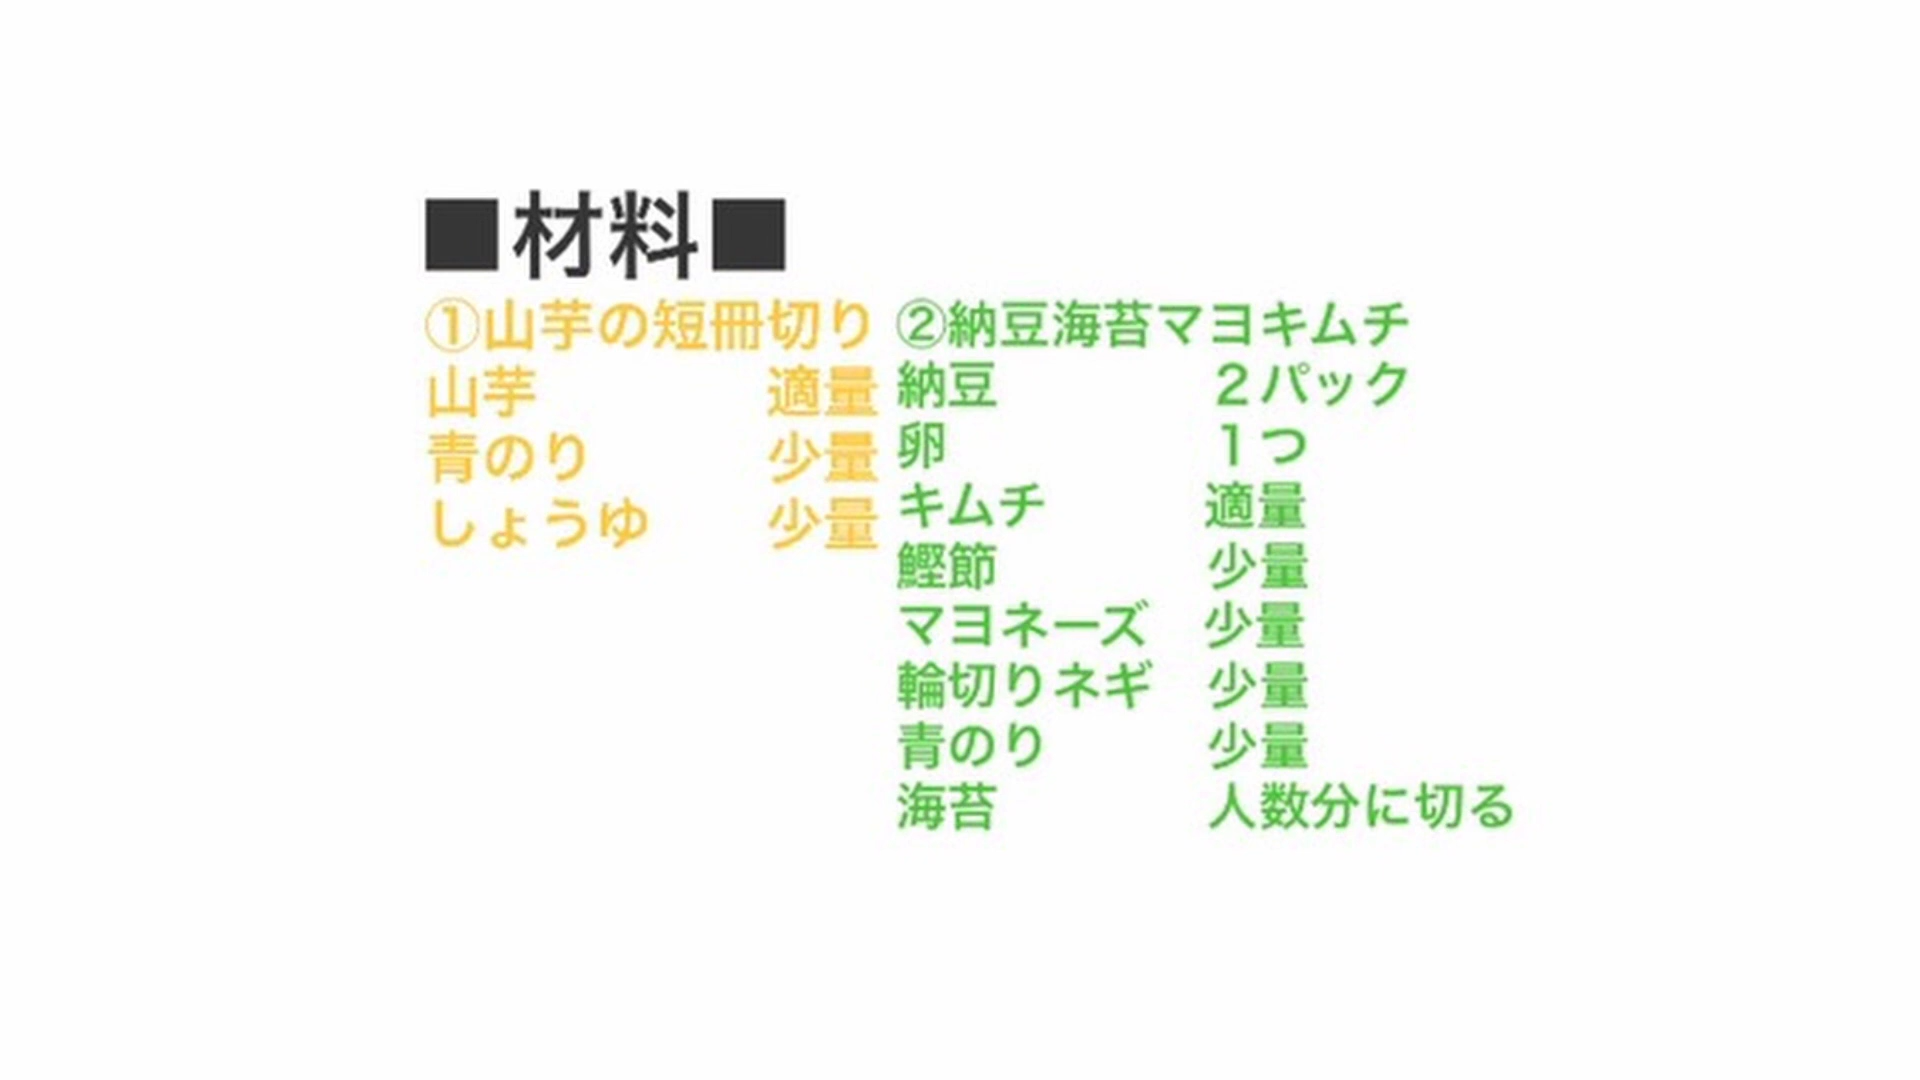 ■材料■
①山芋の短冊切り
山芋 適量
青のり 少量
しょうゆ 少量
②納豆海苔マヨキムチ
納豆 2パック
卵 1つ
キムチ 適量
鰹節 少量
マヨネーズ 少量
輪切りネギ 少量
青のり 少量
海苔 人数分に切る